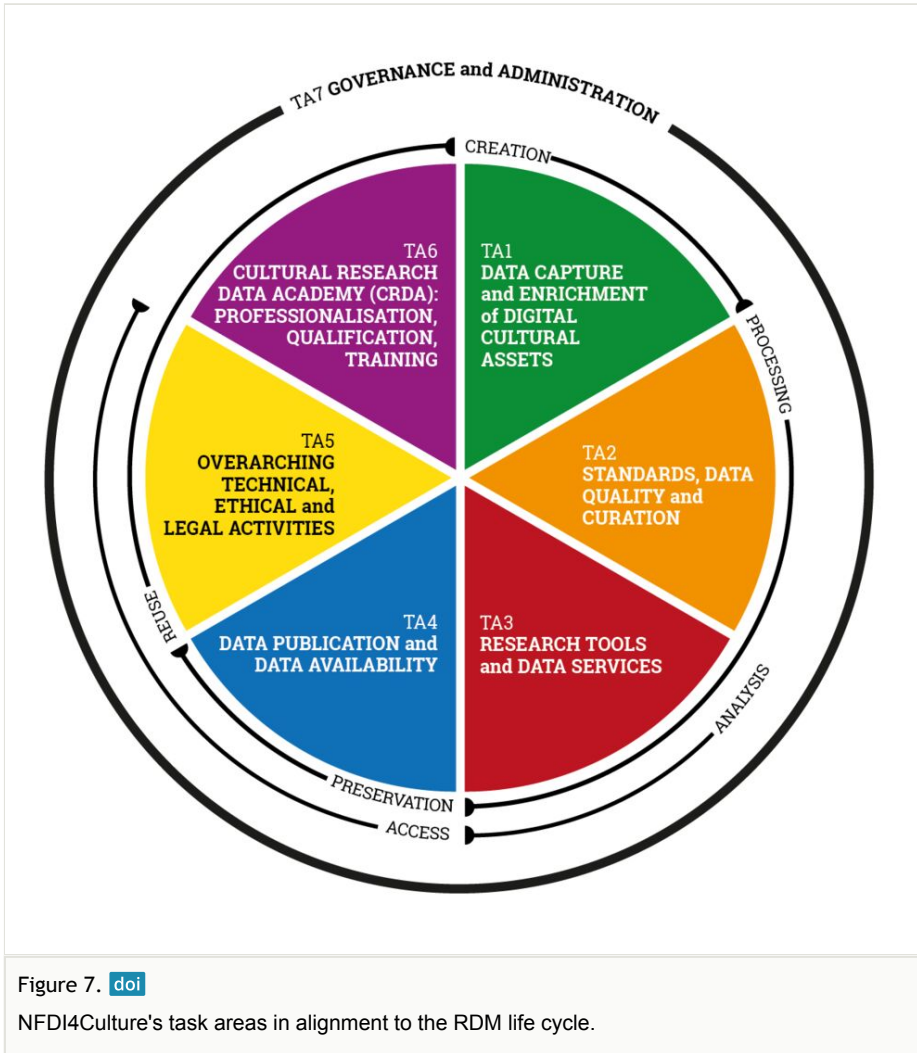 TA7 GOVERNANCE and ADMINISTRATION
CREATION
TA6
CULTURAL RESEARCH
DATA ACADEMY (CRDA):
PROFESSIONALISATION,
QUALIFICATION,
TRAINING
TA1
DATA CAPTURE
and ENRICHMENT
of DIGITAL
CULTURAL
ASSETS
PROCESSING
TA5
OVERARCHING
TECHNICAL,
ETHICAL and
LEGAL ACTIVITIES
TA2
STANDARDS, DATA
QUALITY and
CURATION
REUSE
TA4
DATA PUBLICATION and
DATA AVAILABILITY
TA3
RESEARCH TOOLS
and DATA SERVICES
ANALYSIS
PRESERVATION
ACCESS
Figure 7. doi
NFDI4Culture's task areas in alignment to the RDM life cycle.